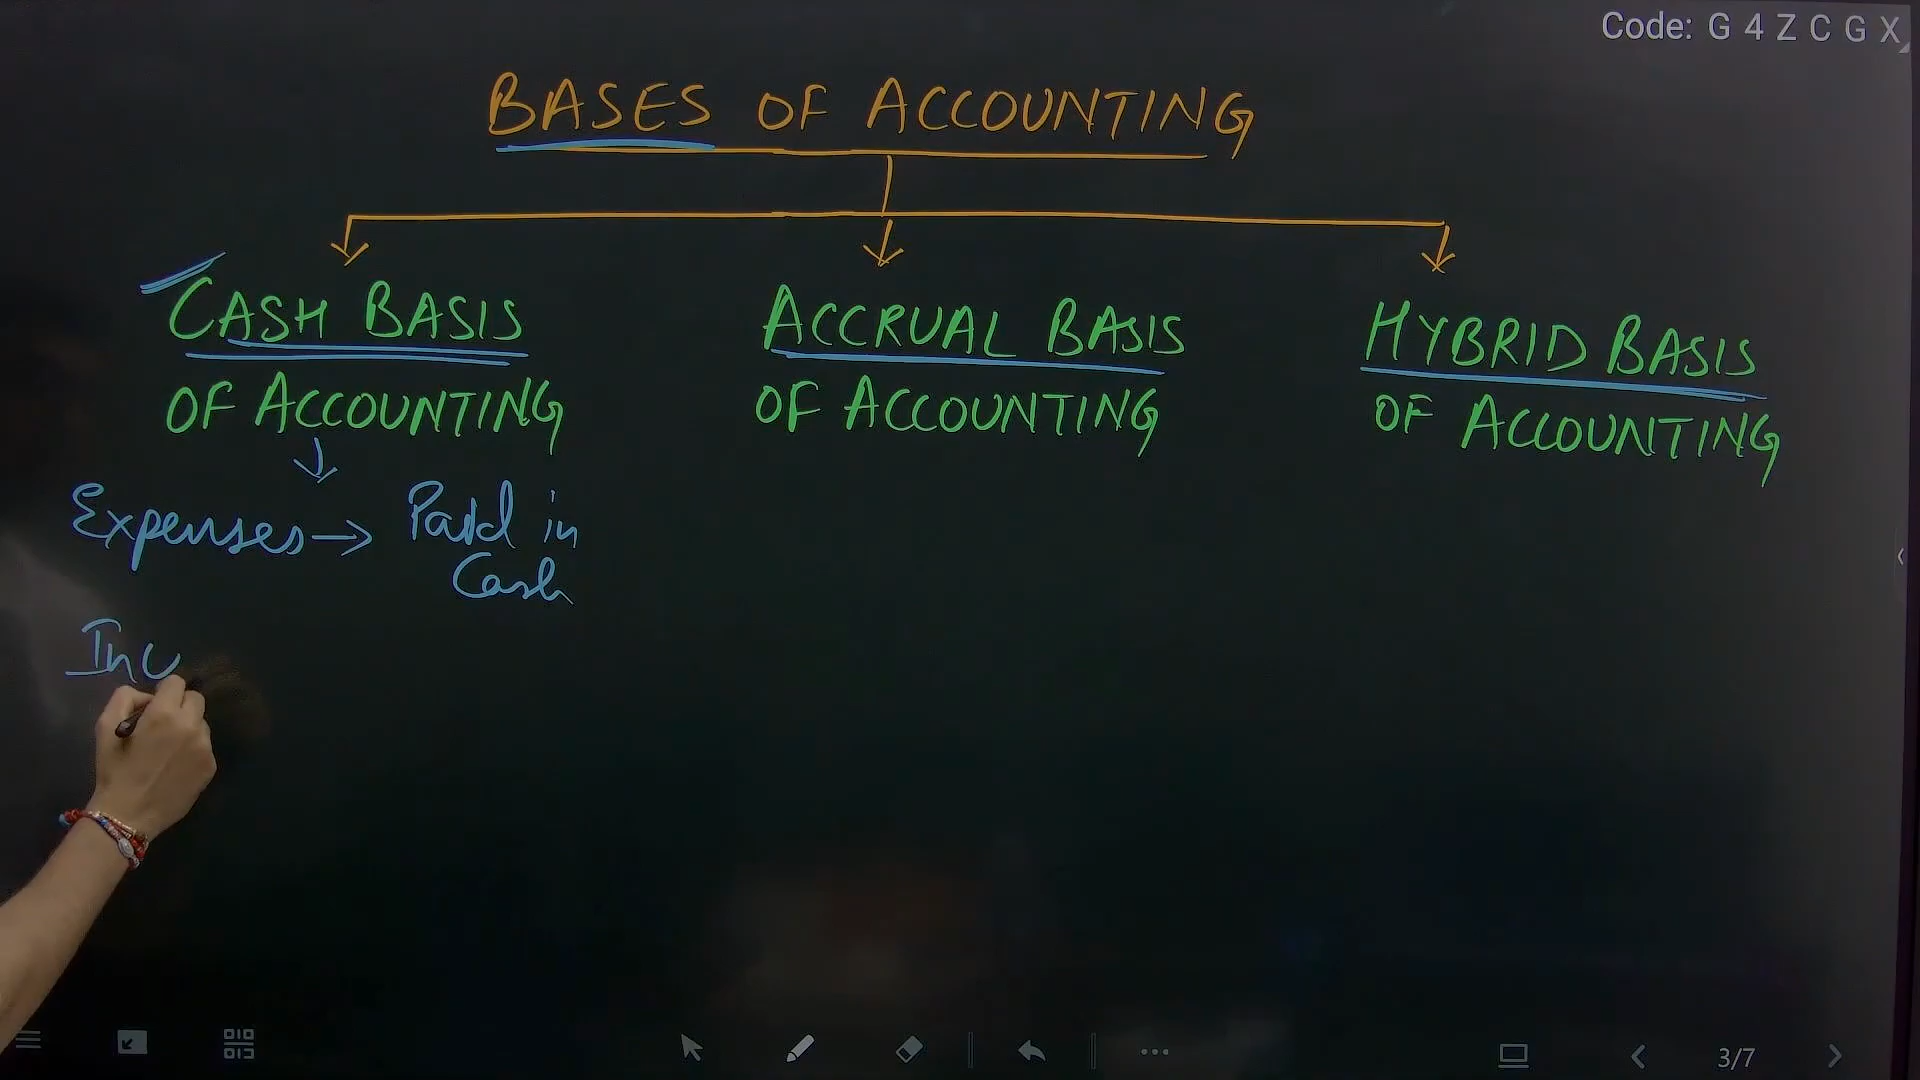 Code: G 4 Z C G X
BASES OF ACCOUNTING
CASH BASIS
OF ACCOUNTING
ACCRUAL BASIS
OF ACCOUNTING
HYBRID BASIS
OF ACCOUNTING
Expenses → Paid in
Cash
Inc
3/7